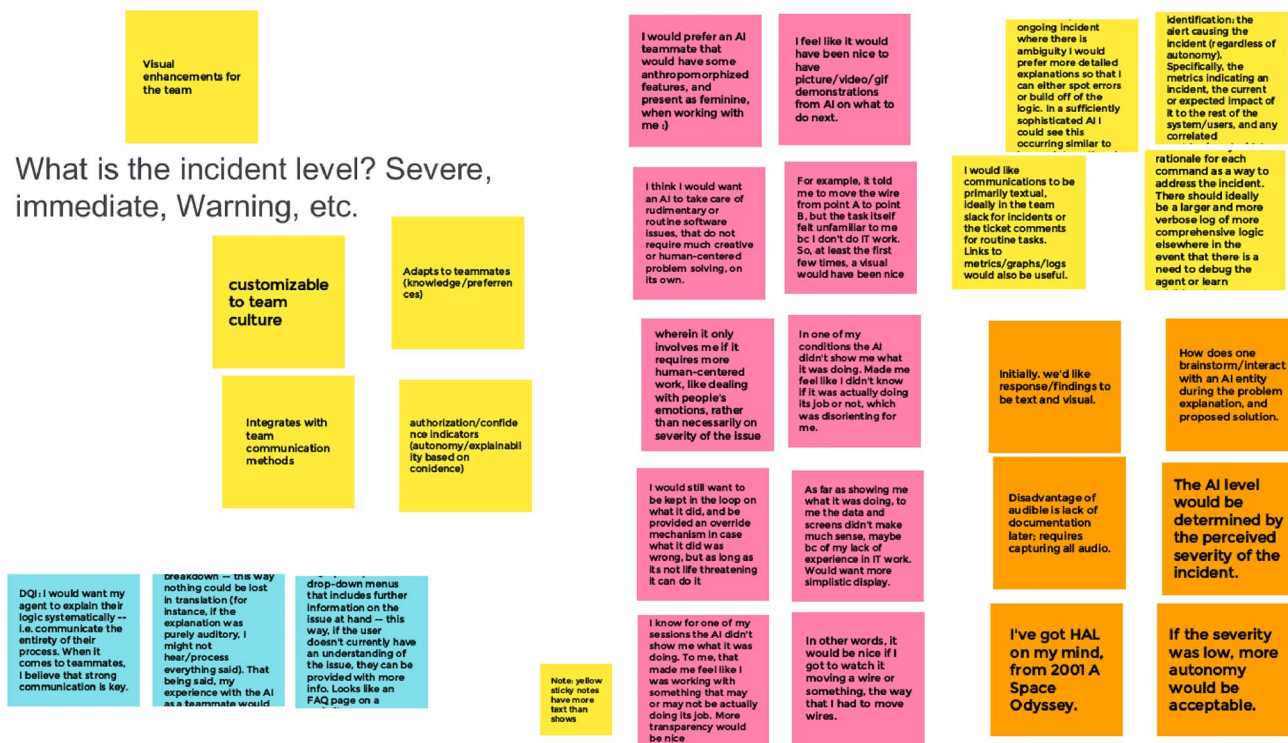 Visual
enhancements for
the team
What is the incident level? Severe,
immediate, Warning, etc.
customizable
to team
culture
Adapts to teammates
(knowledge/preferren
ces)
Integrates with
team
communication
methods
authorization/confide
nce indicators
(autonomy/explainabil
ity based on
conidence)
DQI: I would want my
agent to explain their
logic systematically --
i.e. communicate the
entirety of their
process. When it
comes to teammates,
I believe that strong
communication is key.
breakdown -- this way
nothing could be lost
in translation (for
instance, if the
explanation was
purely auditory, I
might not
hear/process
everything said). That
being said, my
experience with the AI
as a teammate would
drop-down menus
that includes further
information on the
issue at hand -- this
way, if the user
doesn't currently have
an understanding of
the issue, they can be
provided with more
info. Looks like an
FAQ page on a
Note: yellow
sticky notes
have more
text than
shows
I would prefer an AI
teammate that
would have some
anthropomorphized
features, and
present as feminine,
when working with
me :)
I feel like it would
have been nice to
have
picture/video/gif
demonstrations
from AI on what to
do next.
I think I would want
an AI to take care of
rudimentary or
routine software
issues, that do not
require much creative
or human-centered
problem solving, on
its own.
For example, it told
me to move the wire
from point A to point
B, but the task itself
felt unfamiliar to me
bc I don't do IT work.
So, at least the first
few times, a visual
would have been nice
wherein it only
involves me if it
requires more
human-centered
work, like dealing
with people's
emotions, rather
than necessarily on
severity of the issue
In one of my
conditions the AI
didn't show me what
it was doing. Made me
feel like I didn't know
if it was actually doing
its job or not, which
was disorienting for
me.
I would still want to
be kept in the loop on
what it did, and be
provided an override
mechanism in case
what it did was
wrong, but as long as
its not life threatening
it can do it
As far as showing me
what it was doing, to
me the data and
screens didn't make
much sense, maybe
bc of my lack of
experience in IT work.
Would want more
simplistic display.
I know for one of my
sessions the AI didn't
show me what it was
doing. To me, that
made me feel like I
was working with
something that may
or may not be actually
doing its job. More
transparency would
be nice
In other words, it
would be nice if I
got to watch it
moving a wire or
something, the way
that I had to move
wires.
ongoing incident
where there is
ambiguity I would
prefer more detailed
explanations so that I
can either spot errors
or build off of the
logic. In a sufficiently
sophisticated AI I
could see this
occurring similar to
identification: the
alert causing the
incident (regardless of
autonomy).
Specifically, the
metrics indicating an
incident, the current
or expected impact of
it to the rest of the
system/users, and any
correlated
I would like
communications to be
primarily textual,
ideally in the team
slack for incidents or
the ticket comments
for routine tasks.
Links to
metrics/graphs/logs
would also be useful.
rationale for each
command as a way to
address the incident.
There should ideally
be a larger and more
verbose log of more
comprehensive logic
elsewhere in the
event that there is a
need to debug the
agent or learn
Initially. we'd like
response/findings to
be text and visual.
How does one
brainstorm/interact
with an AI entity
during the problem
explanation, and
proposed solution.
Disadvantage of
audible is lack of
documentation
later; requires
capturing all audio.
The AI level
would be
determined by
the perceived
severity of the
incident.
I've got HAL
on my mind,
from 2001 A
Space
Odyssey.
If the severity
was low, more
autonomy
would be
acceptable.